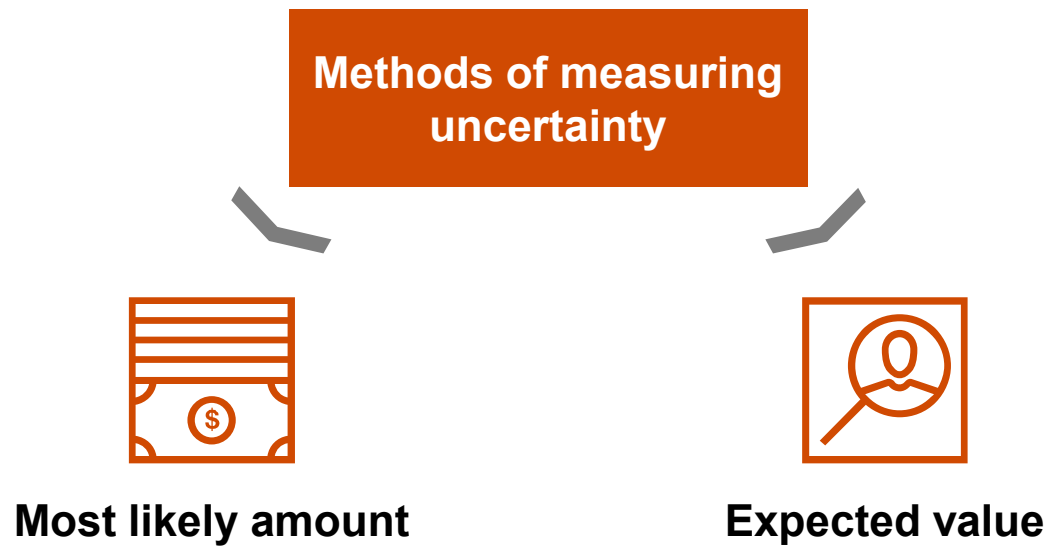 Methods of measuring
uncertainty
$
Most likely amount
Expected value